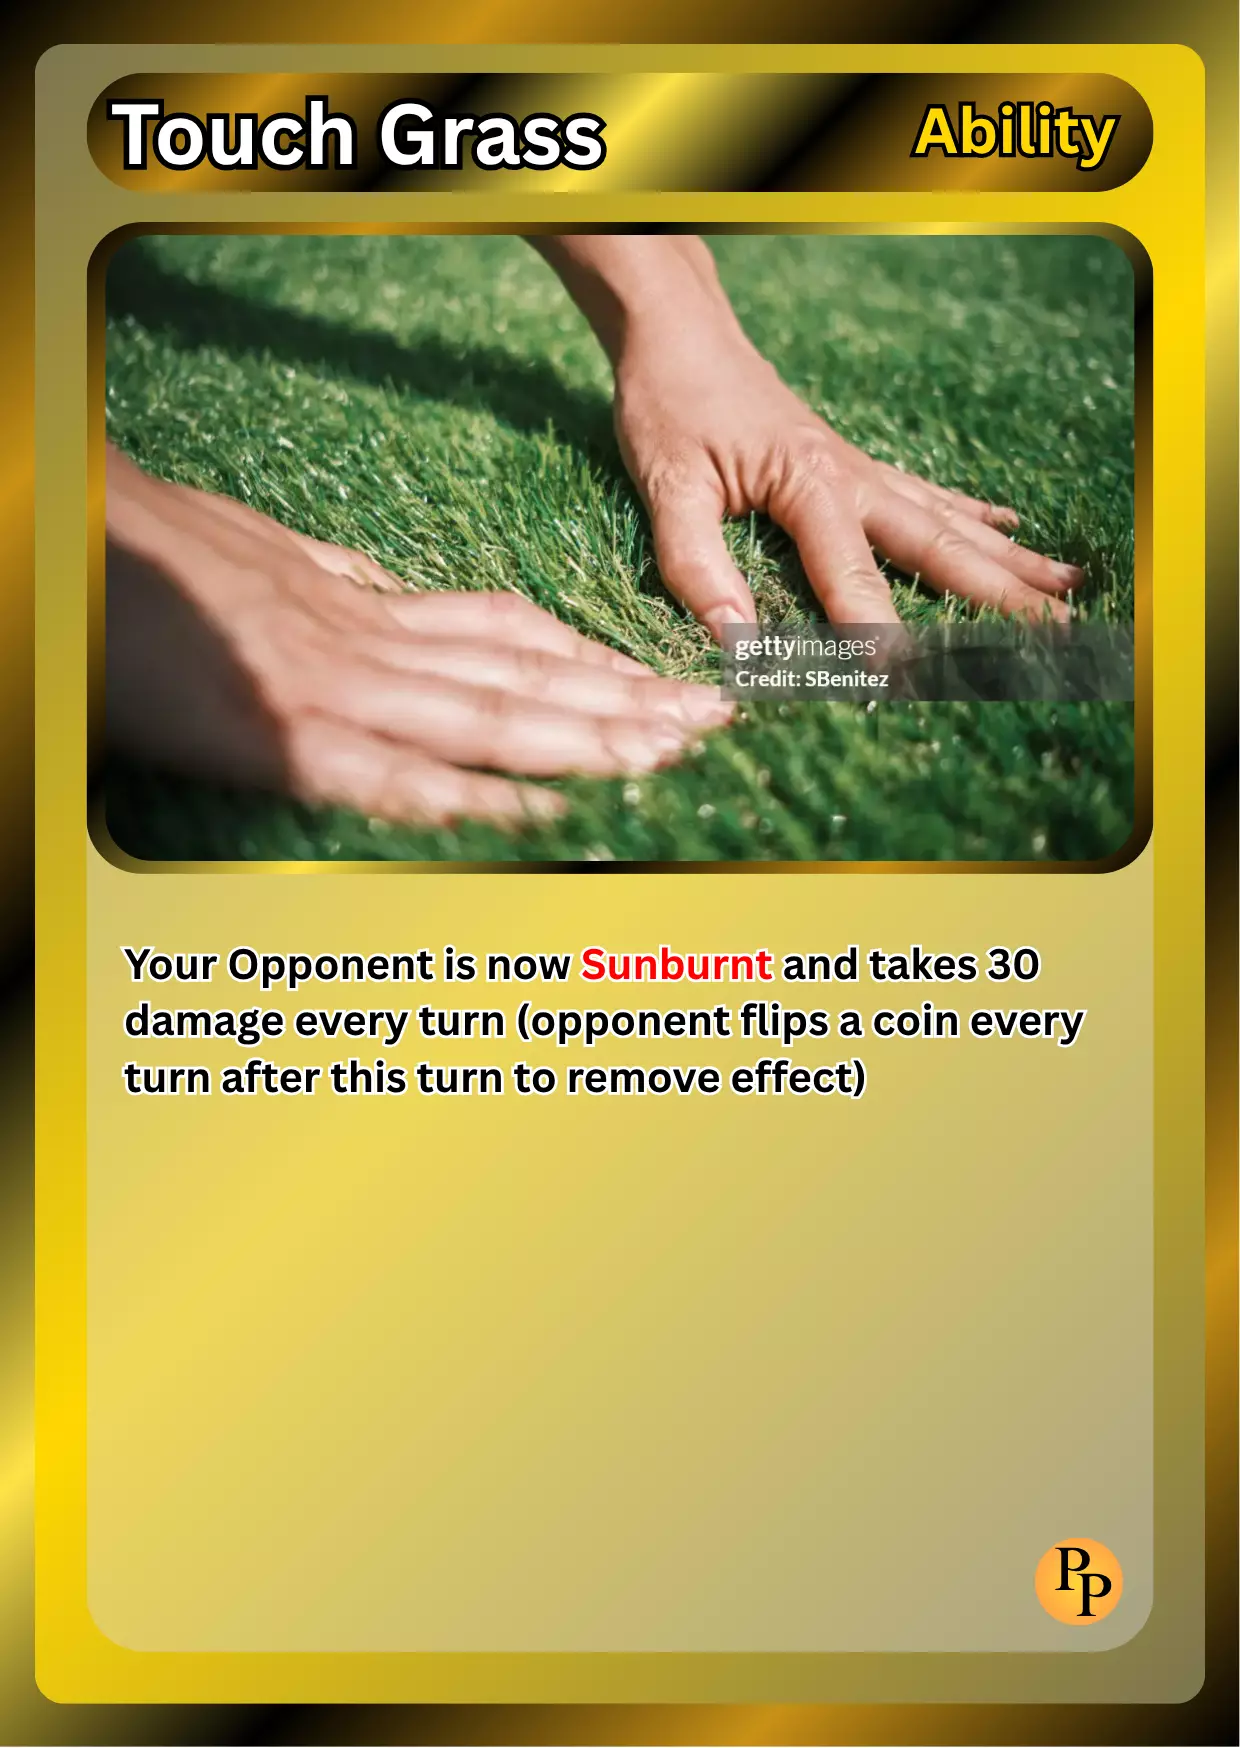 Touch Grass
Ability
gettyimages
Credit: SBenitez
Your Opponent is now Sunburnt and takes 30
damage every turn (opponent flips a coin every
turn after this turn to remove effect)
PP